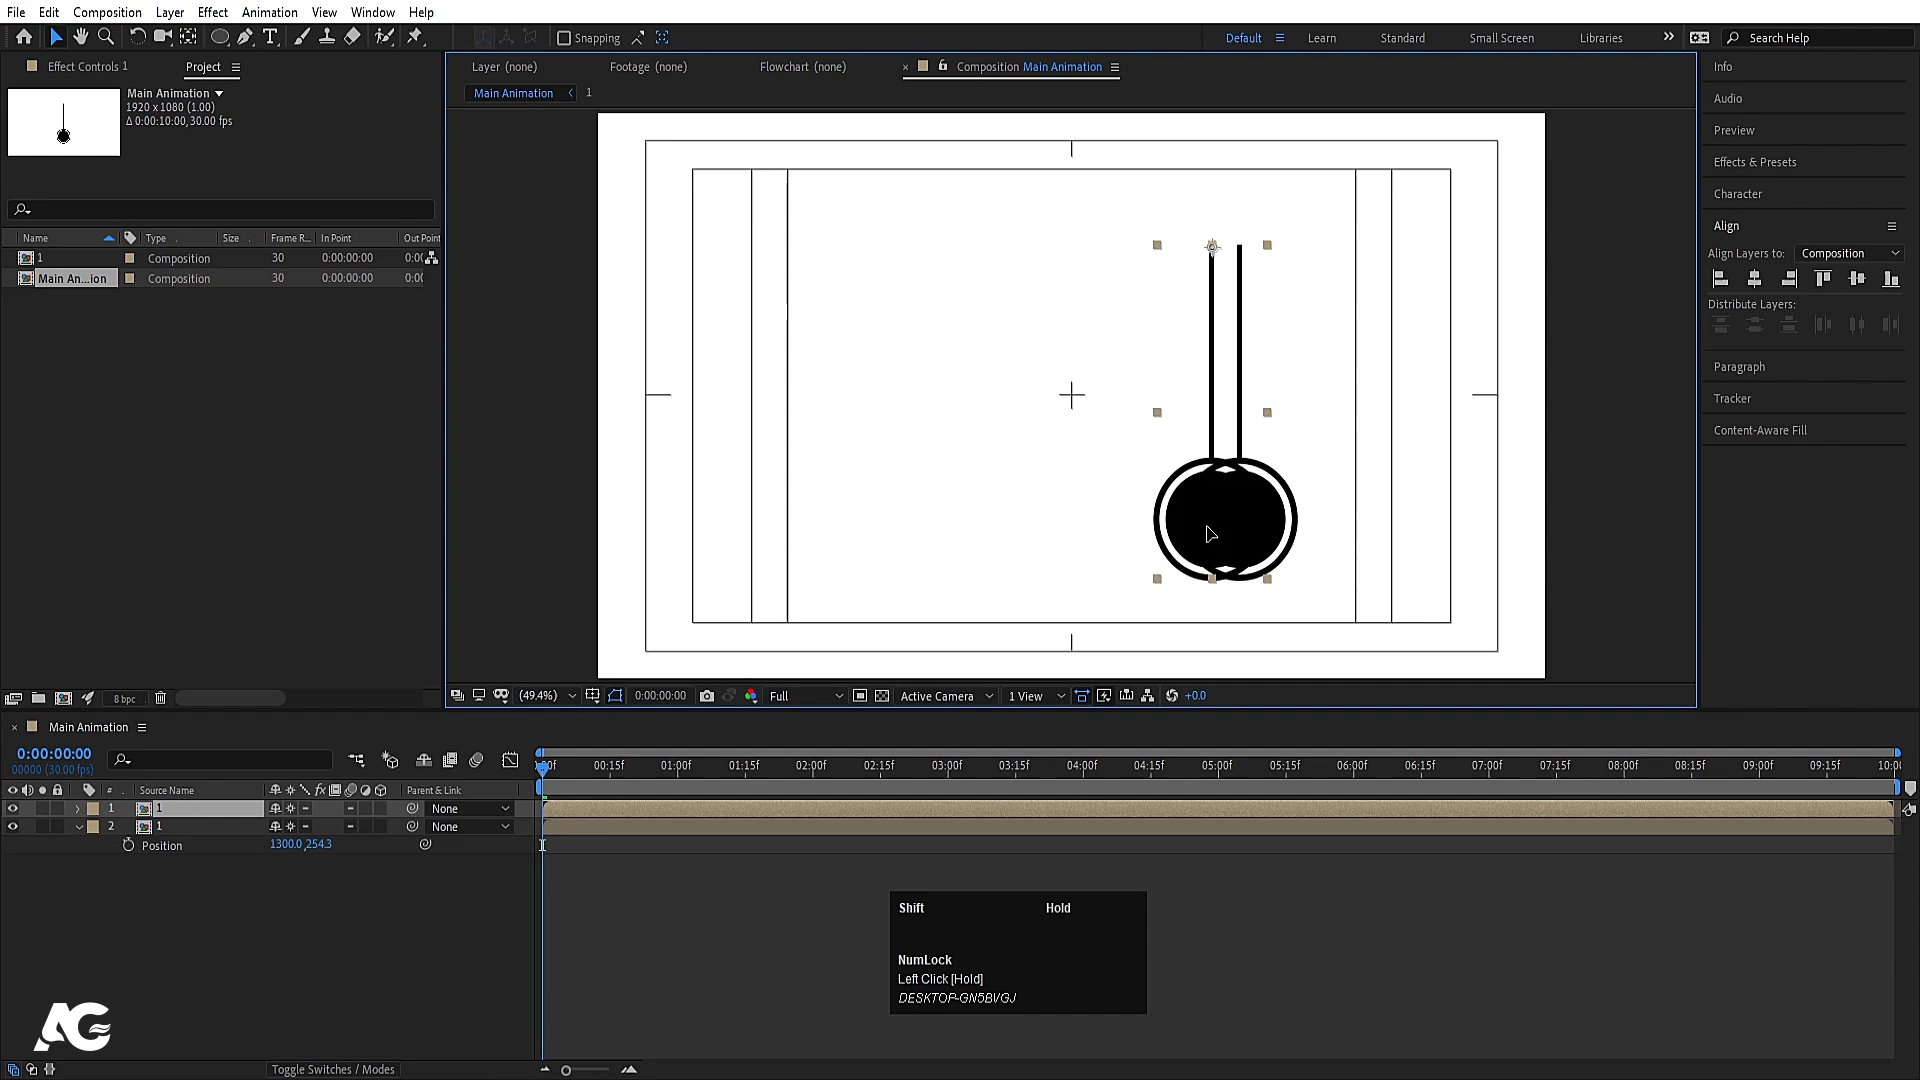 File Edit Composition Layer Effect Animation View Window Help
Snapping
Default Learn Standard Small Screen Libraries Search Help
Effect Controls 1 Project
Layer (none) Footage (none) Flowchart (none) × Composition Main Animation
Info
Main Animation
1920 x 1080 (1.00)
Δ 0:00:10:00, 30.00 fps
Main Animation 1
Audio
Preview
Effects & Presets
Character
Align
Align Layers to: Composition
Distribute Layers:
Paragraph
Tracker
Content-Aware Fill
Name Type Size Frame R... In Point Out Point
1 Composition 30 0:00:00:00 0:00
Main An...ion Composition 30 0:00:00:00 0:00
8 bpc
(49.4%) 0:00:00:00 Full Active Camera 1 View +0.0
× Main Animation
0:00:00:00
00000 (30.00 fps)
:00f 00:15f 01:00f 01:15f 02:00f 02:15f 03:00f 03:15f 04:00f 04:15f 05:00f 05:15f 06:00f 06:15f 07:00f 07:15f 08:00f 08:15f 09:00f 09:15f 10:00
# Source Name fx Parent & Link
1 1 None
2 1 None
Position 1300.0,254.3
Shift Hold
NumLock
Left Click [Hold]
DESKTOP-GN5BVGJ
AG
Toggle Switches / Modes